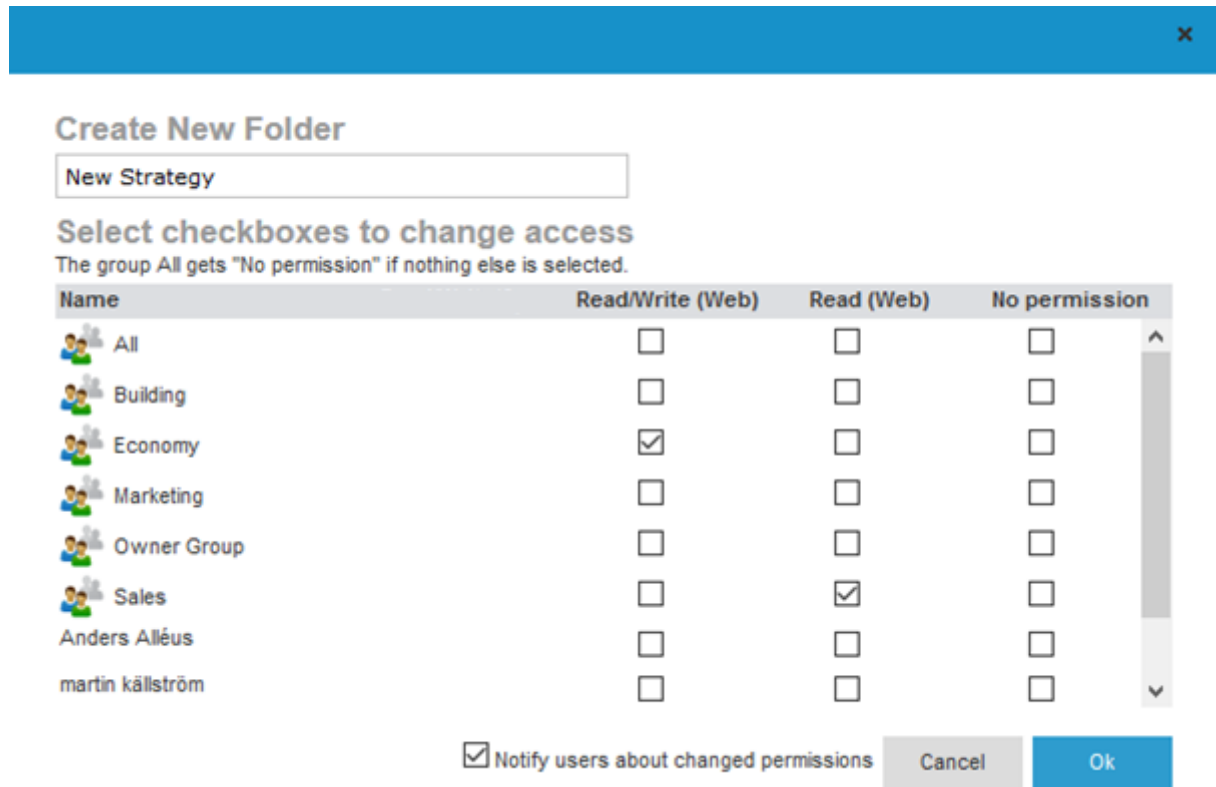 Create New Folder
New Strategy
Select checkboxes to change access
The group All gets "No permission" if nothing else is selected.
Name Read/Write (Web) Read (Web) No permission
All
Building
Economy
Marketing
Owner Group
Sales
Anders Alléus
martin källström
Notify users about changed permissions Cancel Ok